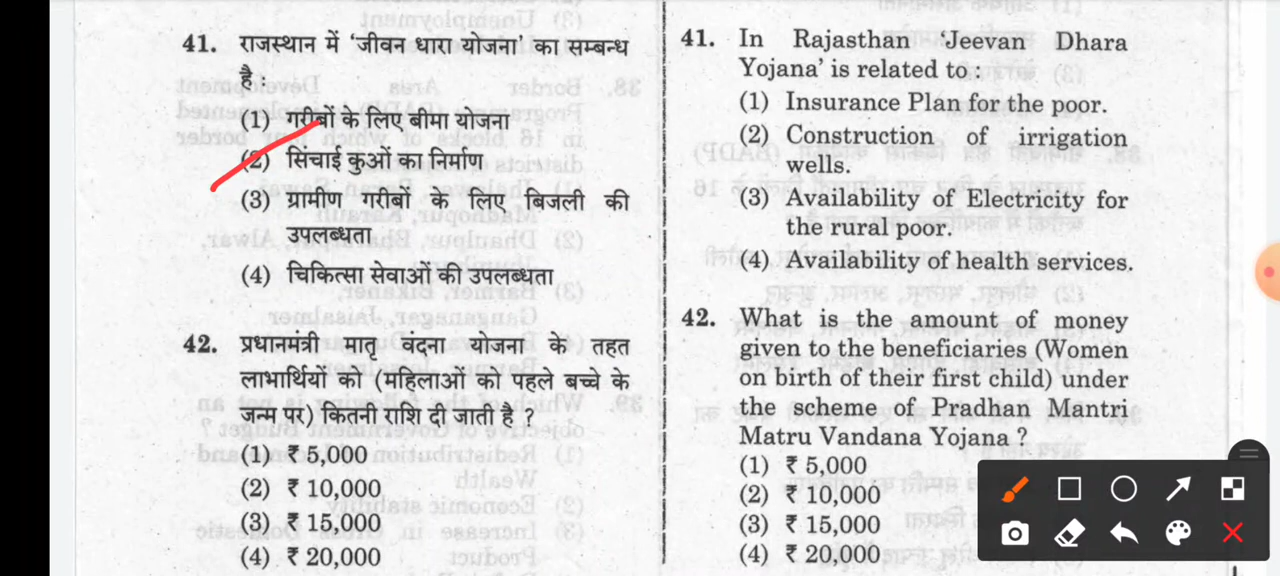 41. राजस्थान में ‘जीवन धारा योजना’ का सम्बन्ध
है :
(1) गरीबों के लिए बीमा योजना
(2) सिंचाई कुओं का निर्माण
(3) ग्रामीण गरीबों के लिए बिजली की
उपलब्धता
(4) चिकित्सा सेवाओं की उपलब्धता
42. प्रधानमंत्री मातृ वंदना योजना के तहत
लाभार्थियों को (महिलाओं को पहले बच्चे के
जन्म पर) कितनी राशि दी जाती है ?
(1) ₹ 5,000
(2) ₹ 10,000
(3) ₹ 15,000
(4) ₹ 20,000
41. In Rajasthan ‘Jeevan Dhara
Yojana’ is related to :
(1) Insurance Plan for the poor.
(2) Construction of irrigation
wells.
(3) Availability of Electricity for
the rural poor.
(4) Availability of health services.
42. What is the amount of money
given to the beneficiaries (Women
on birth of their first child) under
the scheme of Pradhan Mantri
Matru Vandana Yojana ?
(1) ₹ 5,000
(2) ₹ 10,000
(3) ₹ 15,000
(4) ₹ 20,000